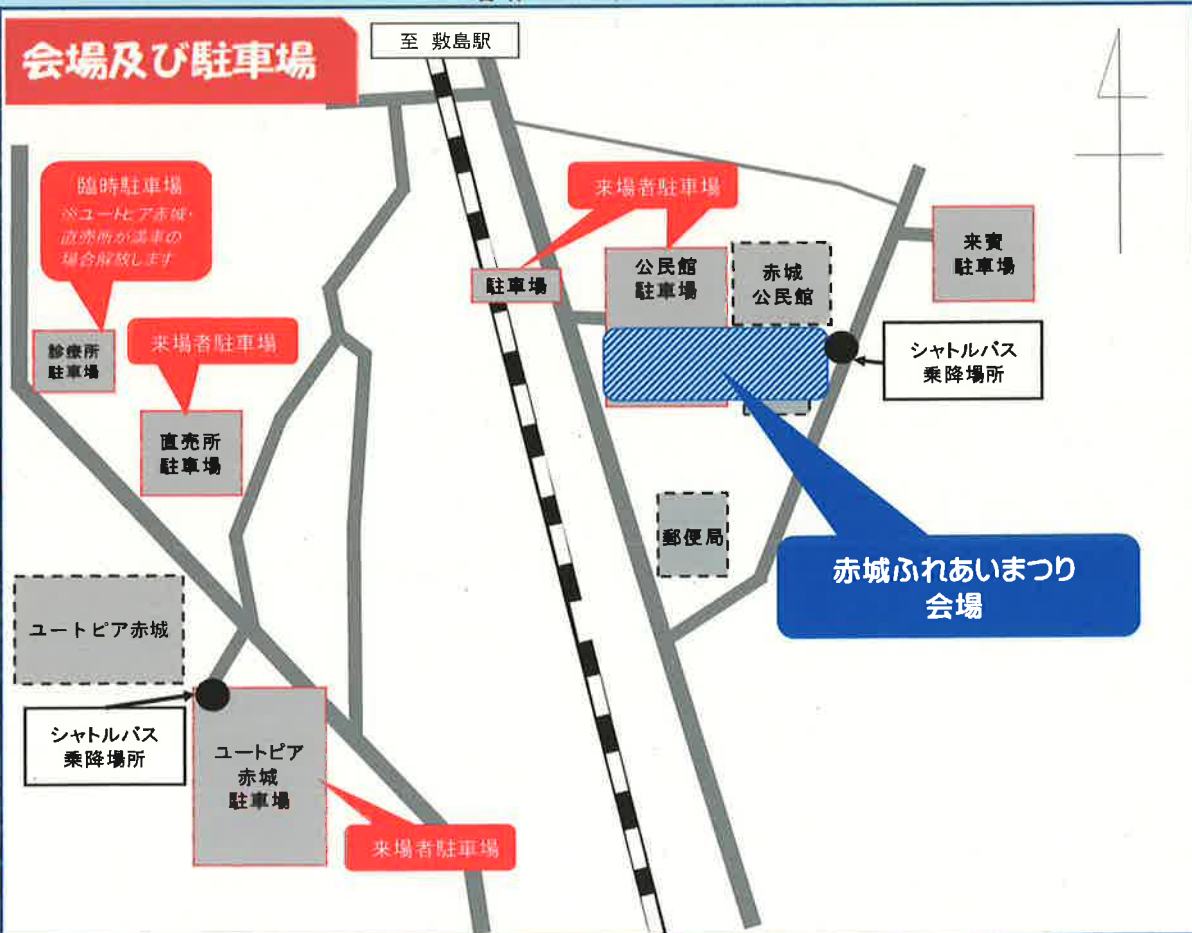 会場及び駐車場
至 敷島駅
臨時駐車場
※ユートピア赤城・
直売所が満車の
場合解放します
来場者駐車場
駐車場
公民館
駐車場
赤城
公民館
来賓
駐車場
診療所
駐車場
来場者駐車場
シャトルバス
乗降場所
直売所
駐車場
郵便局
赤城ふれあいまつり
会場
ユートピア赤城
シャトルバス
乗降場所
ユートピア
赤城
駐車場
来場者駐車場